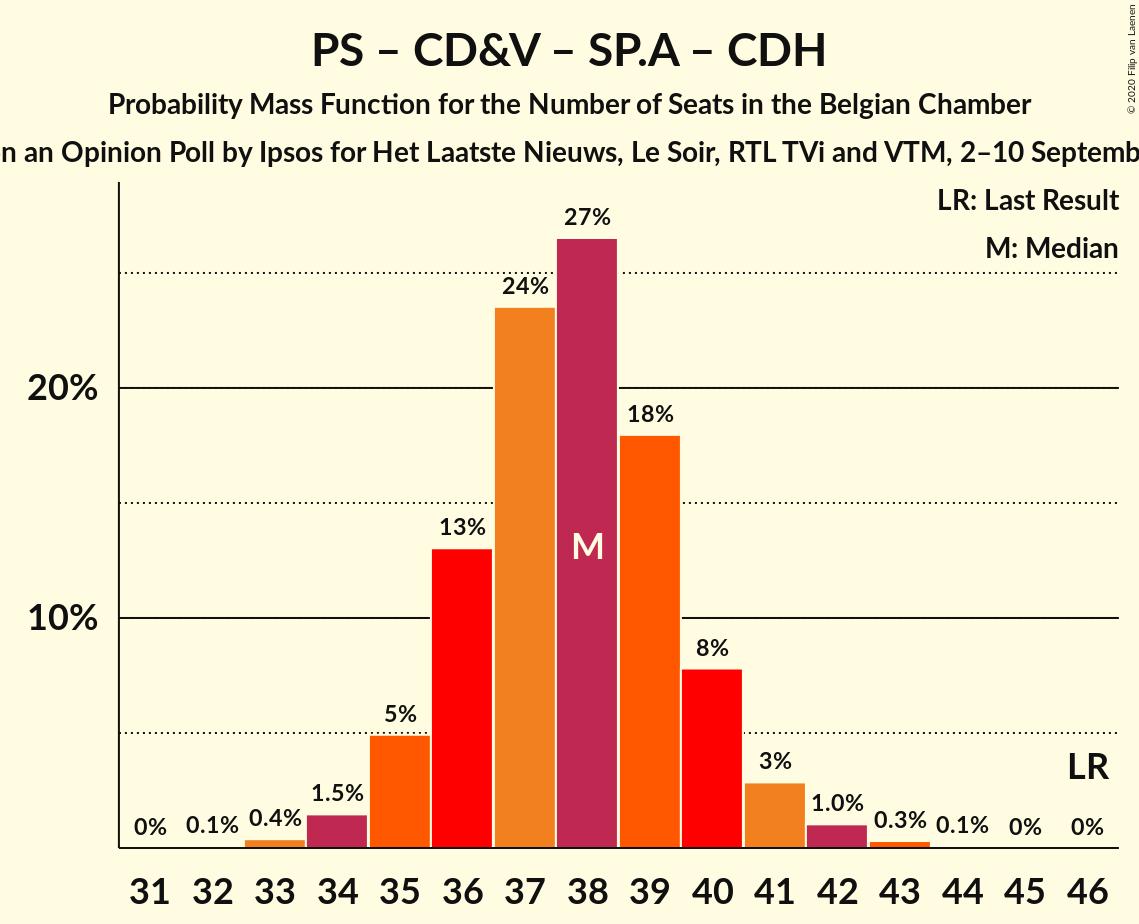 PS – CD&V – SP.A – CDH
Probability Mass Function for the Number of Seats in the Belgian Chamber
n an Opinion Poll by Ipsos for Het Laatste Nieuws, Le Soir, RTL TVi and VTM, 2–10 Septemb
© 2020 Filip van Laenen
LR: Last Result
M: Median
27%
24%
20%
18%
13%
M
10%
8%
5%
3%
LR
1.5%
1.0%
0%
0.1%
0.4%
0.3%
0.1%
0%
0%
31 32 33 34 35 36 37 38 39 40 41 42 43 44 45 46